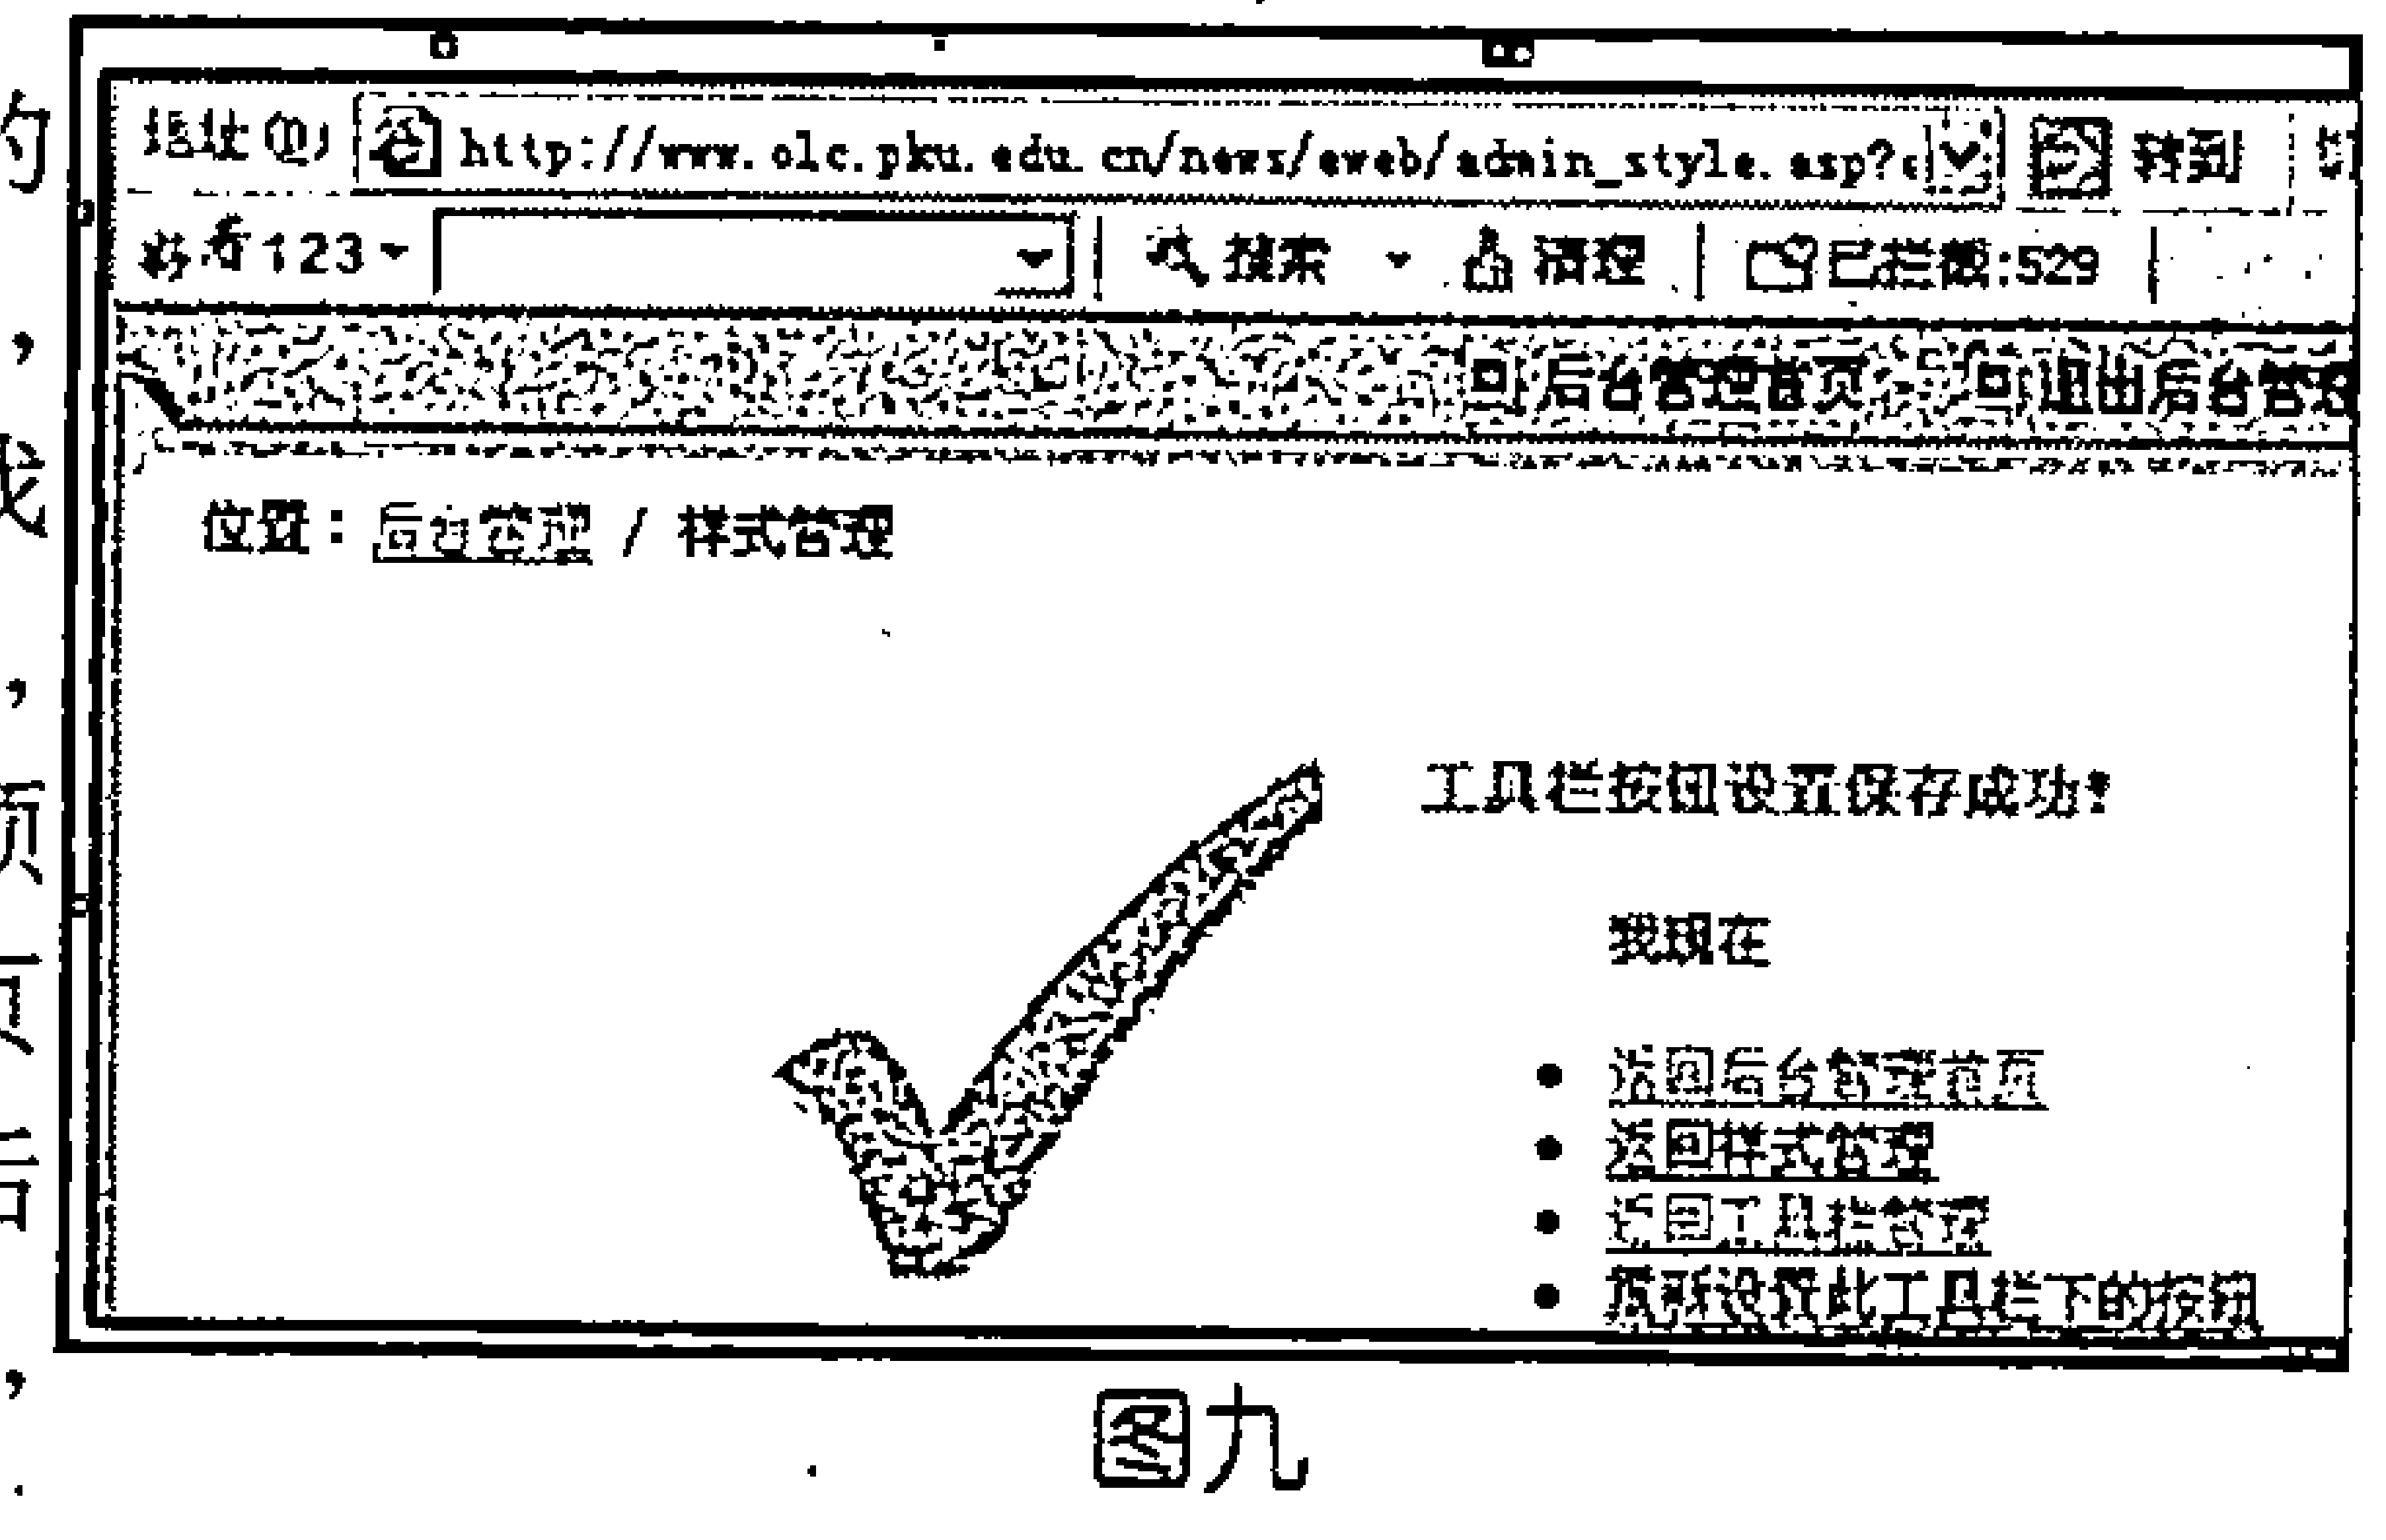 地址(D) http://www.olc.pku.edu.cn/news/eweb/admin_style.asp? 转到
123 搜索 清理 已拦截:529
后台管理首页 退出后台管理
位置：后台管理 / 样式管理
工具栏按钮设置保存成功!
我现在
返回后台管理首页
返回样式管理
返回工具栏管理
重新设置此工具栏下的按钮
图九